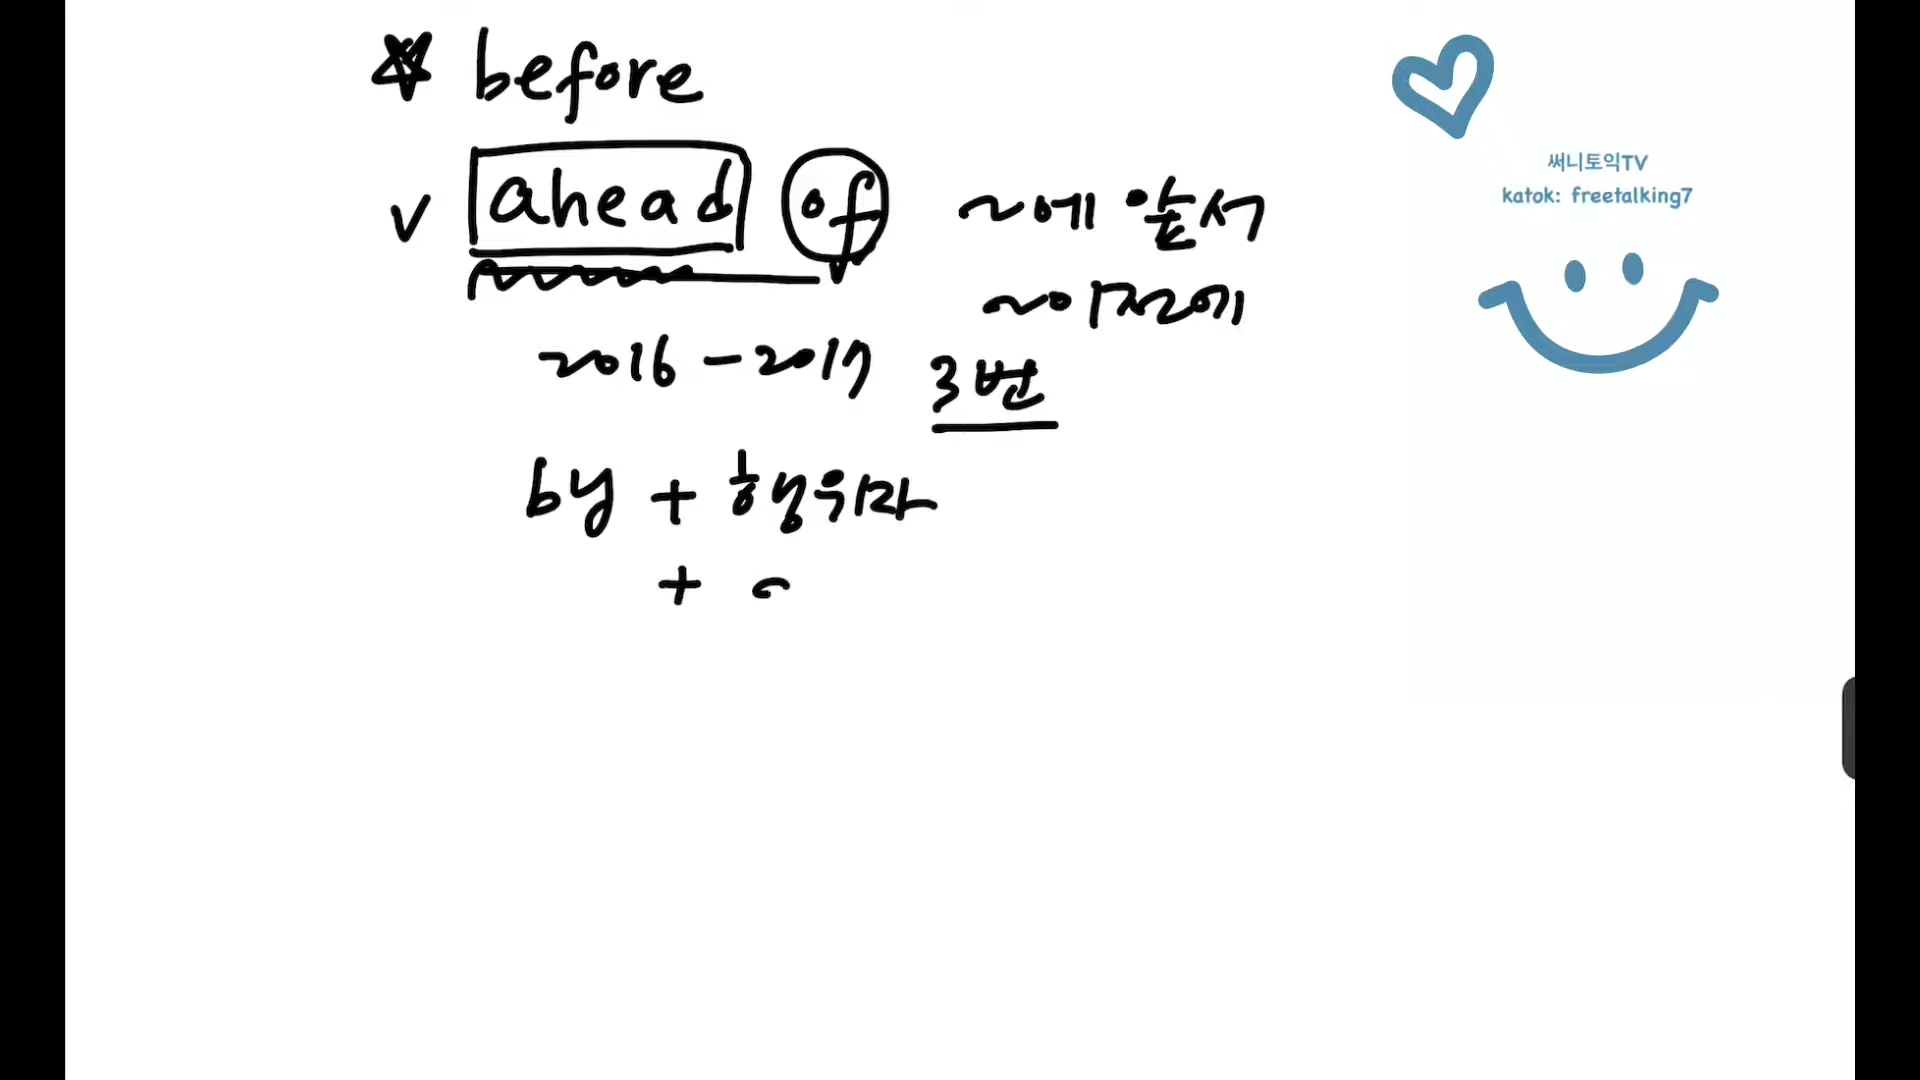 before
써니토익TV
katok: freetalking7
v ahead of ~에 앞서
~이전에
2016-2017 3번
by + 행위자
+